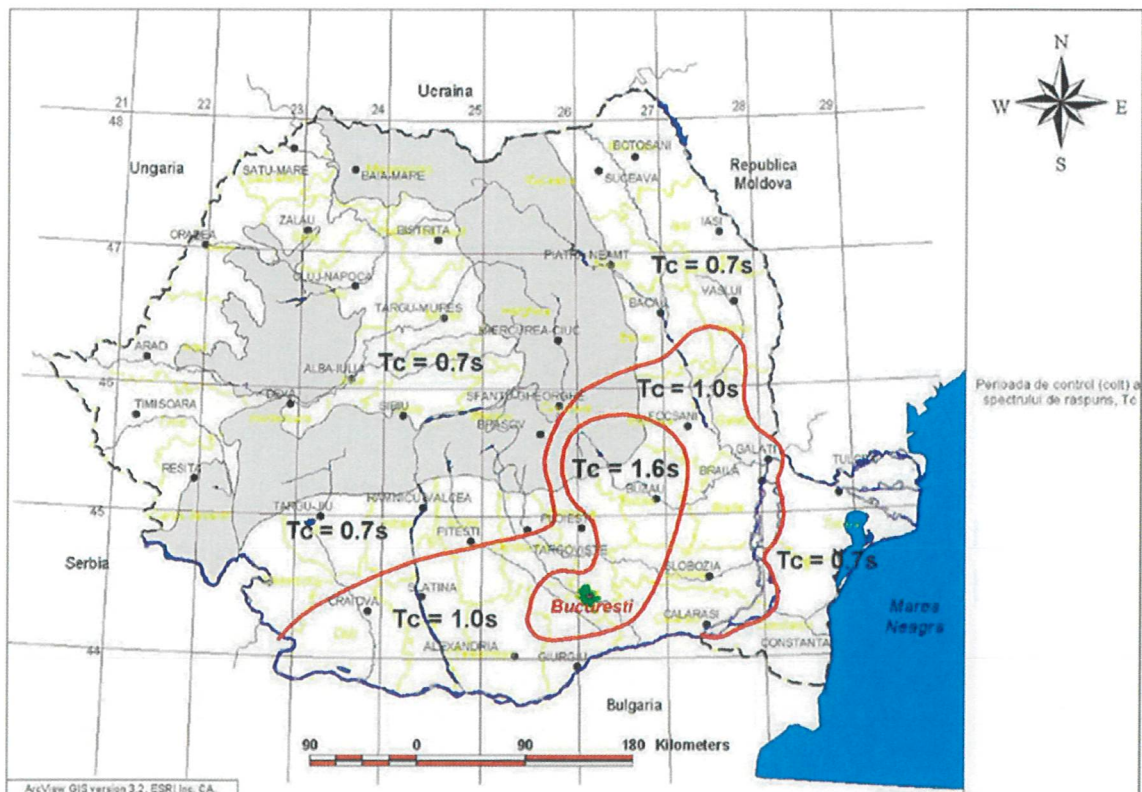 N
W E
S
Ucraina
21 22 23 24 25 26 27 28 29
48
Ungaria
Republica
Moldova
BOTOSANI
SATU-MARE
BAIA-MARE
SUCEAVA
ZALAU
BISTRITA
IASI
47
ORADEA
CLUJ-NAPOCA
PIATRA NEAMT
Tc = 0.7s
TARGU-MURES
BACAU
VASLUI
MIERCUREA-CIUC
ARAD
ALBA-IULIA
Tc = 0.7s
46
Tc = 1.0s
DEVA
SIBIU
SFANTU-GHEORGHE
TIMISOARA
BRASOV
FOCSANI
Perioada de control (colt) a
spectrului de raspuns, Tc
RESITA
Tc = 1.6s
GALATI
BRAILA
TULCEA
BUZAU
45
TARGU-JIU
RAMNICU-VALCEA
Tc = 0.7s
PITESTI
PLOIESTI
TARGOVISTE
Serbia
SLOBOZIA
Tc = 0.7s
SLATINA
CRAIOVA
Bucuresti
Tc = 1.0s
CALARASI
Marea
Neagra
44
ALEXANDRIA
GIURGIU
CONSTANTA
Bulgaria
90 0 90 180 Kilometers
ArcView GIS version 3.2, ESRI Inc. CA.